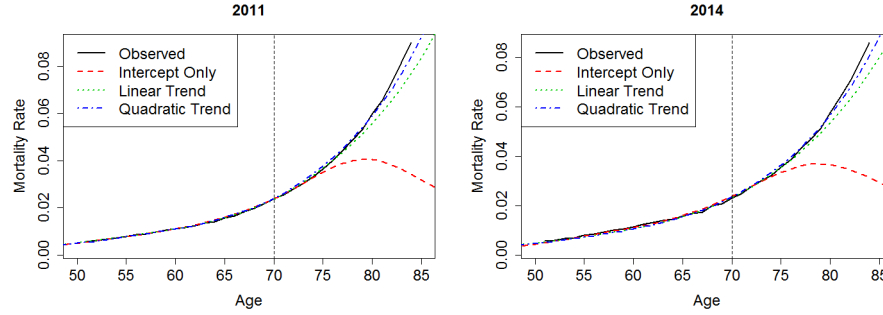 2011
Observed
Intercept Only
Linear Trend
Quadratic Trend
Mortality Rate
0.00 0.02 0.04 0.06 0.08
50 55 60 65 70 75 80 85
Age
2014
Observed
Intercept Only
Linear Trend
Quadratic Trend
Mortality Rate
0.00 0.02 0.04 0.06 0.08
50 55 60 65 70 75 80 85
Age